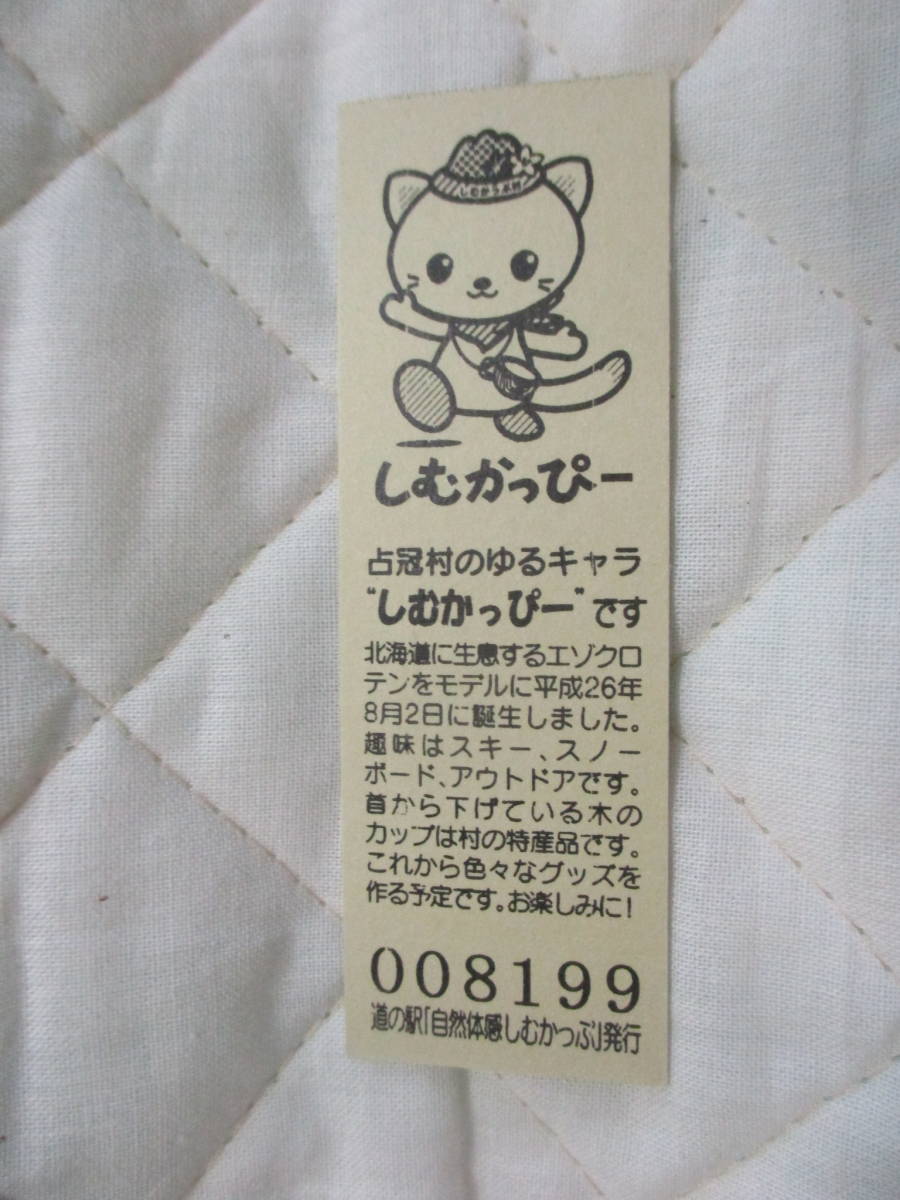 しむかっぷ村
しむかっぴー
占冠村のゆるキャラ
“しむかっぴー”です
北海道に生息するエゾクロ
テンをモデルに平成26年
8月2日に誕生しました。
趣味はスキー、スノー
ボード、アウトドアです。
首から下げている木の
カップは村の特産品です。
これから色々なグッズを
作る予定です。お楽しみに!
008199
道の駅「自然体感しむかっぷ」発行